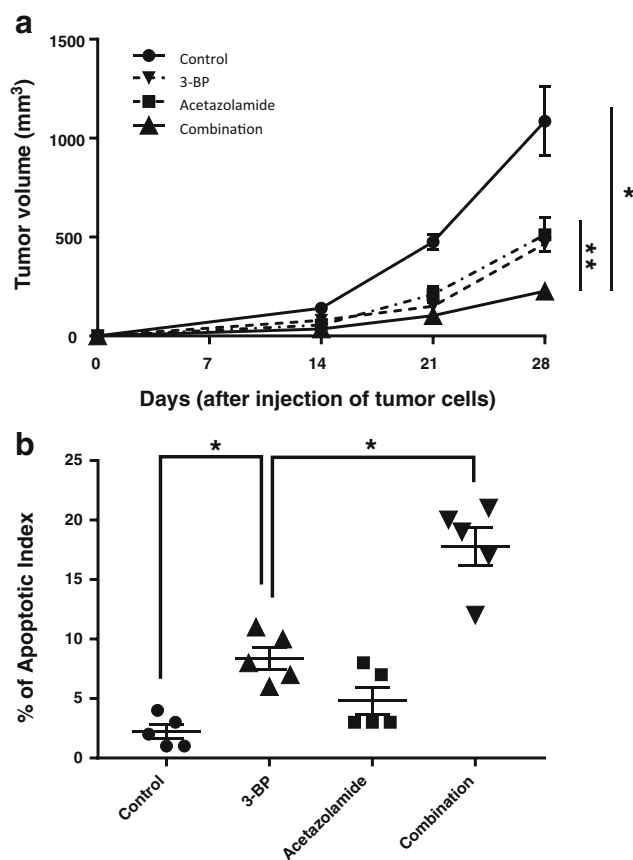 a
Tumor volume (mm³)
1500
1000
500
0
Control
3-BP
Acetazolamide
Combination
*
**
0 7 14 21 28
Days (after injection of tumor cells)
b
% of Apoptotic Index
25
20
15
10
5
0
* *
Control 3-BP Acetazolamide Combination